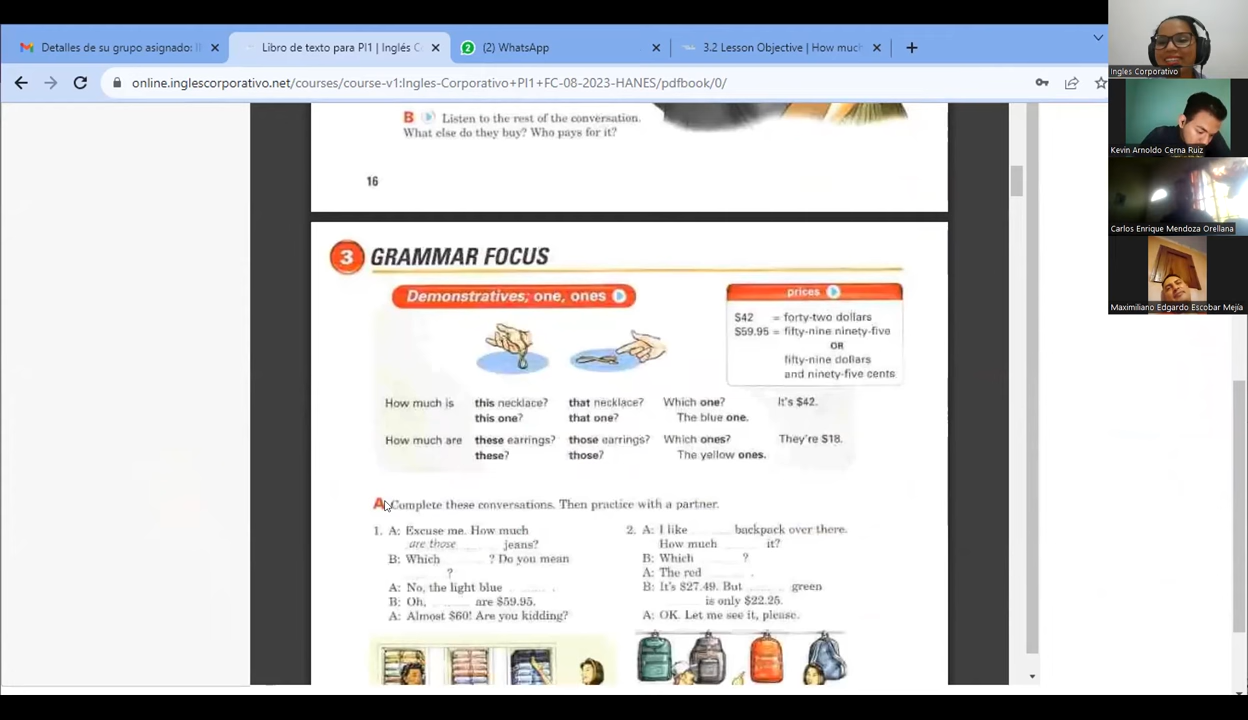 Detalles de su grupo asignado: I
Libro de texto para PI1 | Inglés C
(2) WhatsApp
3.2 Lesson Objective | How much
online.inglescorporativo.net/courses/course-v1:Ingles-Corporativo+PI1+FC-08-2023-HANES/pdfbook/0/
Ingles Corporativo
Kevin Arnoldo Cerna Ruiz
Carlos Enrique Mendoza Orellana
Maximiliano Edgardo Escobar Mejía
B Listen to the rest of the conversation.
What else do they buy? Who pays for it?
16
3 GRAMMAR FOCUS
Demonstratives; one, ones
prices
$42 = forty-two dollars
$59.95 = fifty-nine ninety-five
OR
fifty-nine dollars
and ninety-five cents
How much is this necklace? that necklace? Which one? It's $42.
this one? that one? The blue one.
How much are these earrings? those earrings? Which ones? They're $18.
these? those? The yellow ones.
A Complete these conversations. Then practice with a partner.
1. A: Excuse me. How much
are those jeans?
B: Which ? Do you mean
?
A: No, the light blue .
B: Oh, are $59.95.
A: Almost $60! Are you kidding?
2. A: I like backpack over there.
How much it?
B: Which ?
A: The red .
B: It's $27.49. But green
is only $22.25.
A: OK. Let me see it, please.